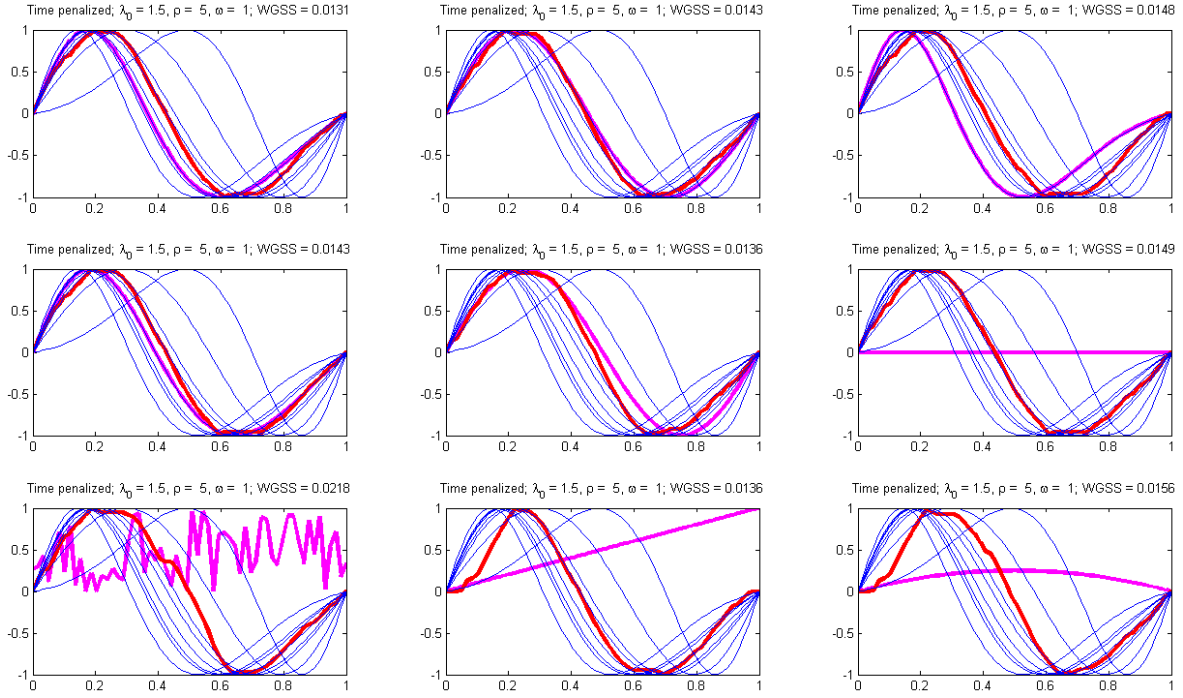 Time penalized; λ0 = 1.5, ρ = 5, ω = 1; WGSS = 0.0131
1
0.5
0
-0.5
-1
0 0.2 0.4 0.6 0.8 1
Time penalized; λ0 = 1.5, ρ = 5, ω = 1; WGSS = 0.0143
1
0.5
0
-0.5
-1
0 0.2 0.4 0.6 0.8 1
Time penalized; λ0 = 1.5, ρ = 5, ω = 1; WGSS = 0.0148
1
0.5
0
-0.5
-1
0 0.2 0.4 0.6 0.8 1
Time penalized; λ0 = 1.5, ρ = 5, ω = 1; WGSS = 0.0143
1
0.5
0
-0.5
-1
0 0.2 0.4 0.6 0.8 1
Time penalized; λ0 = 1.5, ρ = 5, ω = 1; WGSS = 0.0136
1
0.5
0
-0.5
-1
0 0.2 0.4 0.6 0.8 1
Time penalized; λ0 = 1.5, ρ = 5, ω = 1; WGSS = 0.0149
1
0.5
0
-0.5
-1
0 0.2 0.4 0.6 0.8 1
Time penalized; λ0 = 1.5, ρ = 5, ω = 1; WGSS = 0.0218
1
0.5
0
-0.5
-1
0 0.2 0.4 0.6 0.8 1
Time penalized; λ0 = 1.5, ρ = 5, ω = 1; WGSS = 0.0136
1
0.5
0
-0.5
-1
0 0.2 0.4 0.6 0.8 1
Time penalized; λ0 = 1.5, ρ = 5, ω = 1; WGSS = 0.0156
1
0.5
0
-0.5
-1
0 0.2 0.4 0.6 0.8 1